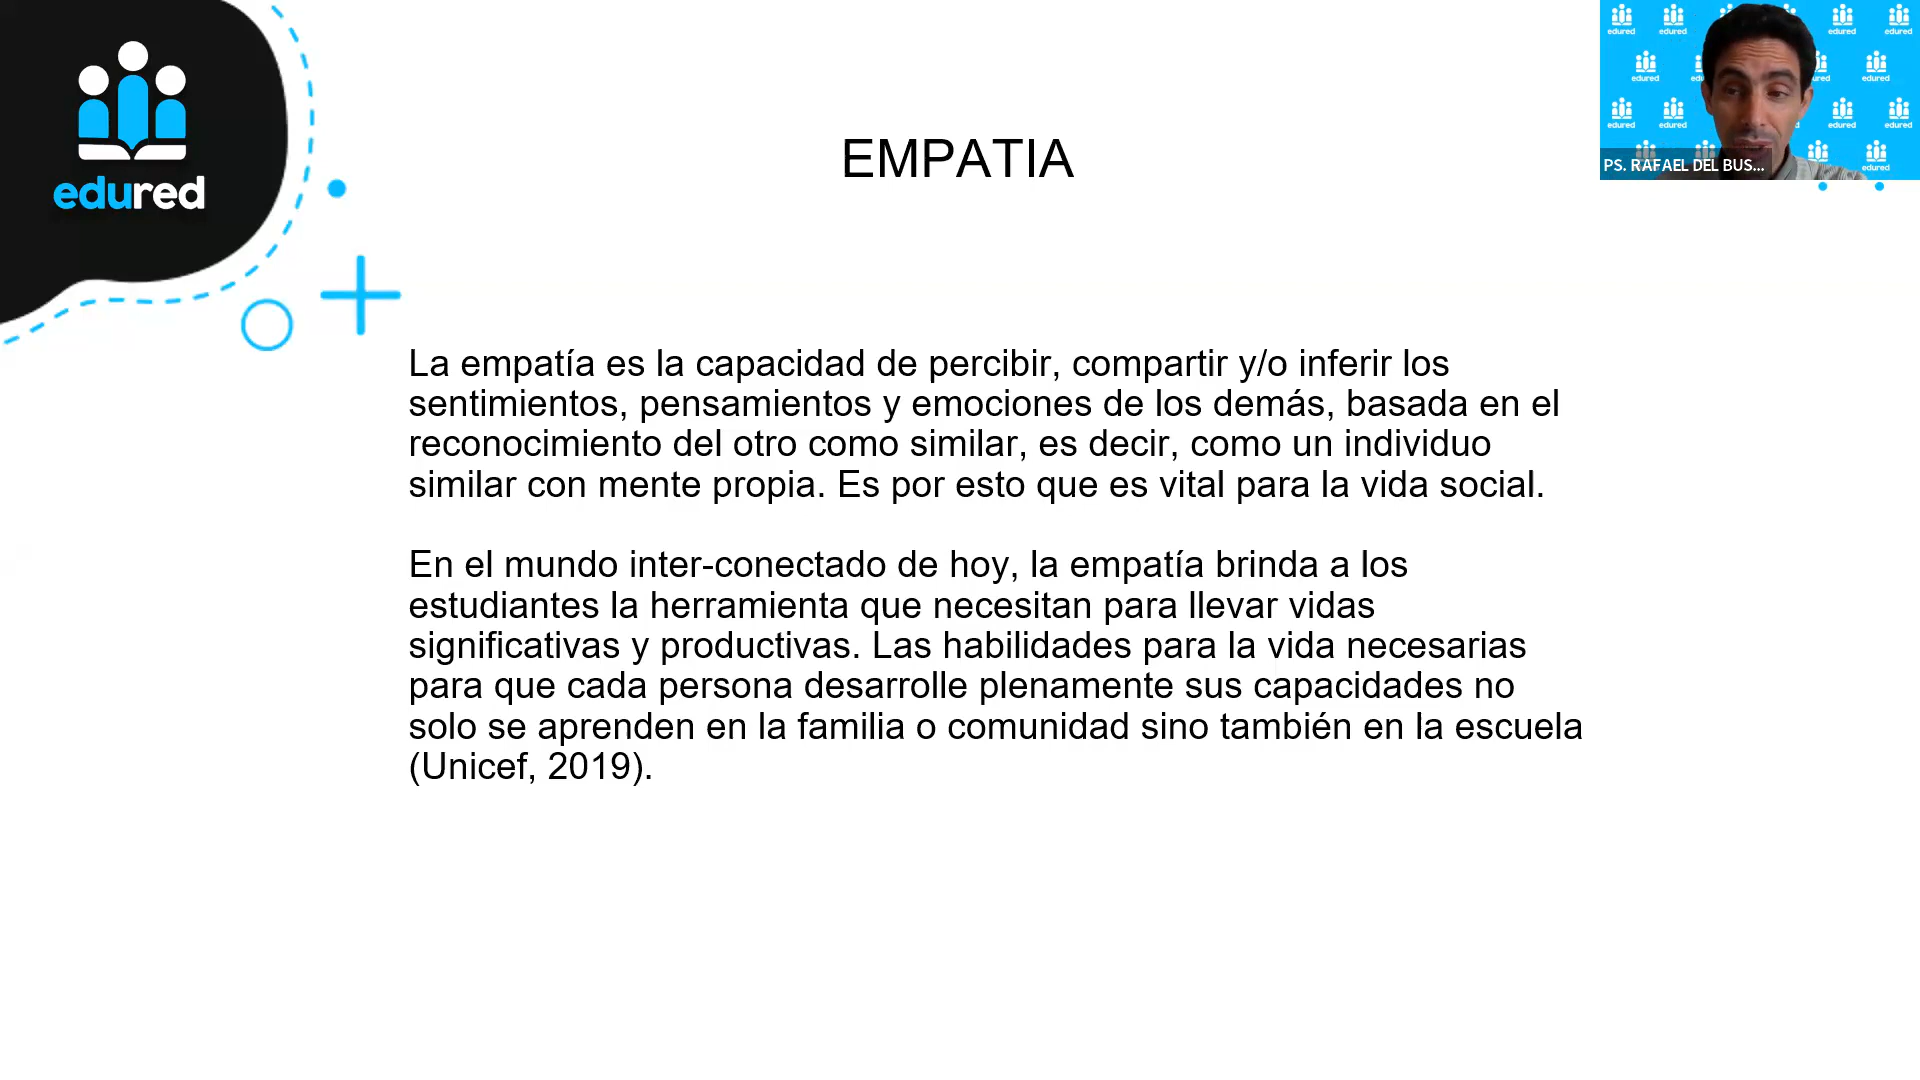 edured
EMPATIA
PS. RAFAEL DEL BUS...
La empatía es la capacidad de percibir, compartir y/o inferir los
sentimientos, pensamientos y emociones de los demás, basada en el
reconocimiento del otro como similar, es decir, como un individuo
similar con mente propia. Es por esto que es vital para la vida social.
En el mundo inter-conectado de hoy, la empatía brinda a los
estudiantes la herramienta que necesitan para llevar vidas
significativas y productivas. Las habilidades para la vida necesarias
para que cada persona desarrolle plenamente sus capacidades no
solo se aprenden en la familia o comunidad sino también en la escuela
(Unicef, 2019).